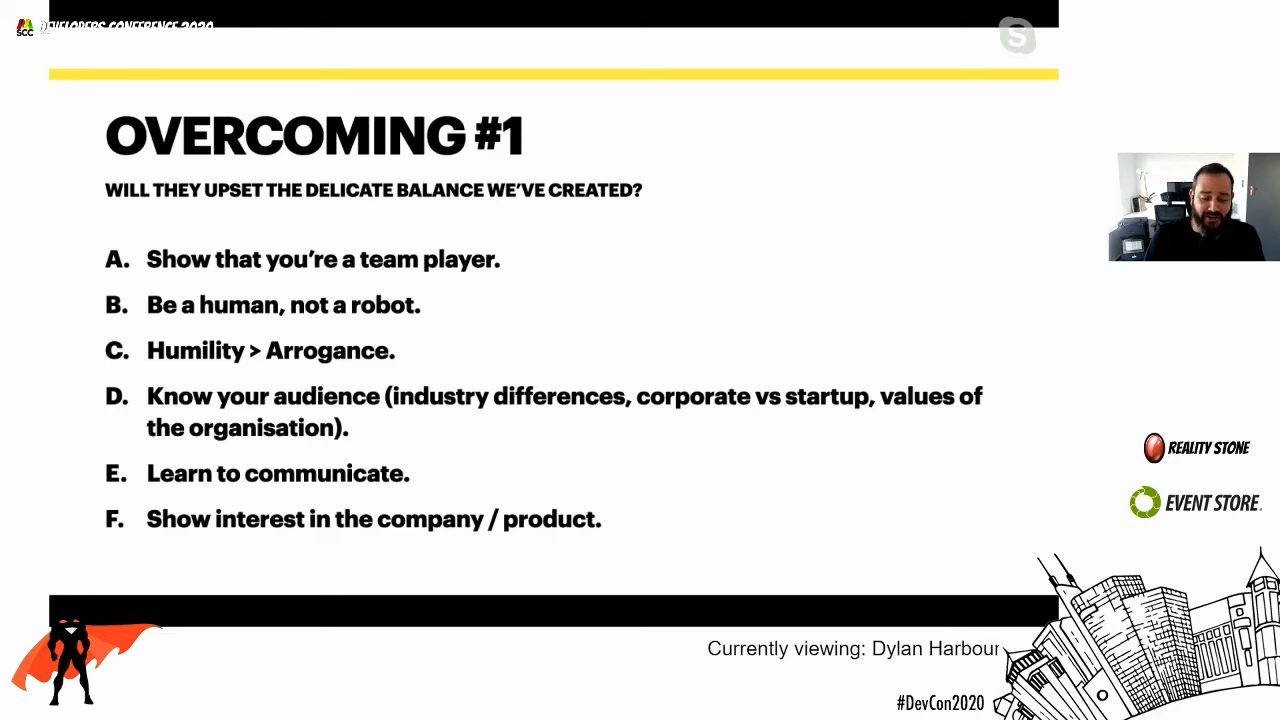 SCC DEVELOPERS CONFERENCE 2020
S
OVERCOMING #1
WILL THEY UPSET THE DELICATE BALANCE WE'VE CREATED?
A. Show that you're a team player.
B. Be a human, not a robot.
C. Humility > Arrogance.
D. Know your audience (industry differences, corporate vs startup, values of
the organisation).
E. Learn to communicate.
F. Show interest in the company / product.
REALITY STONE
EVENT STORE.
Currently viewing: Dylan Harbour
#DevCon2020